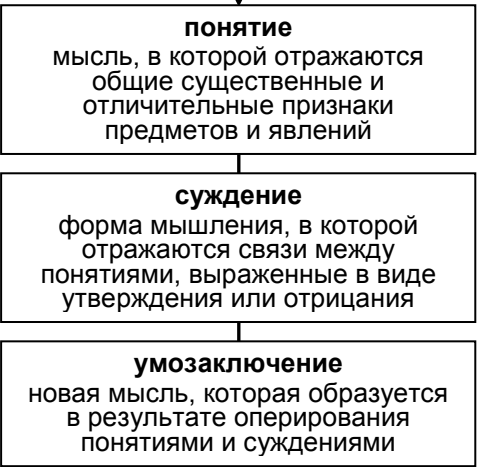 понятие
мысль, в которой отражаются
общие существенные и
отличительные признаки
предметов и явлений
суждение
форма мышления, в которой
отражаются связи между
понятиями, выраженные в виде
утверждения или отрицания
умозаключение
новая мысль, которая образуется
в результате оперирования
понятиями и суждениями